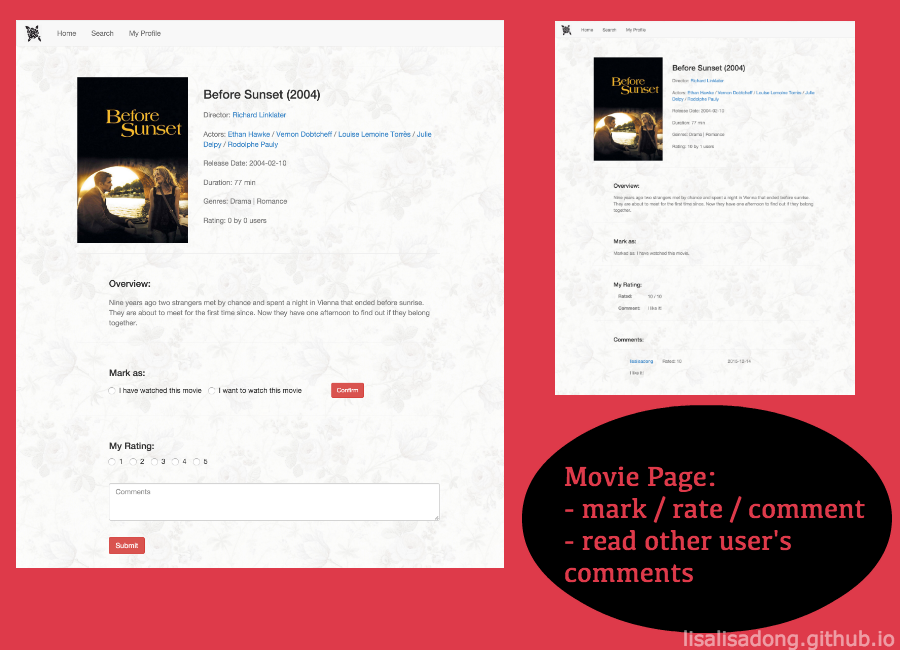 Home Search My Profile
Before Sunset
Before Sunset (2004)
Director: Richard Linklater
Actors: Ethan Hawke / Vernon Dobtcheff / Louise Lemoine Torrès / Julie
Delpy / Rodolphe Pauly
Release Date: 2004-02-10
Duration: 77 min
Genres: Drama | Romance
Rating: 0 by 0 users
Overview:
Nine years ago two strangers met by chance and spent a night in Vienna that ended before sunrise.
They are about to meet for the first time since. Now they have one afternoon to find out if they belong
together.
Mark as:
I have watched this movie I want to watch this movie Confirm
My Rating:
1 2 3 4 5
Comments
Submit
Home Search My Profile
Before Sunset
Before Sunset (2004)
Director: Richard Linklater
Actors: Ethan Hawke / Vernon Dobtcheff / Louise Lemoine Torrès / Julie
Delpy / Rodolphe Pauly
Release Date: 2004-02-10
Duration: 77 min
Genres: Drama | Romance
Rating: 10 by 1 users
Overview:
Nine years ago two strangers met by chance and spent a night in Vienna that ended before sunrise.
They are about to meet for the first time since. Now they have one afternoon to find out if they belong
together.
Mark as:
Marked as: I have watched this movie.
My Rating:
Rated: 10 / 10
Comment: I like it!
Comments:
Rated: 10 2015-12-14
I like it!
Movie Page:
- mark / rate / comment
- read other user's
comments
lisalisadong.github.io